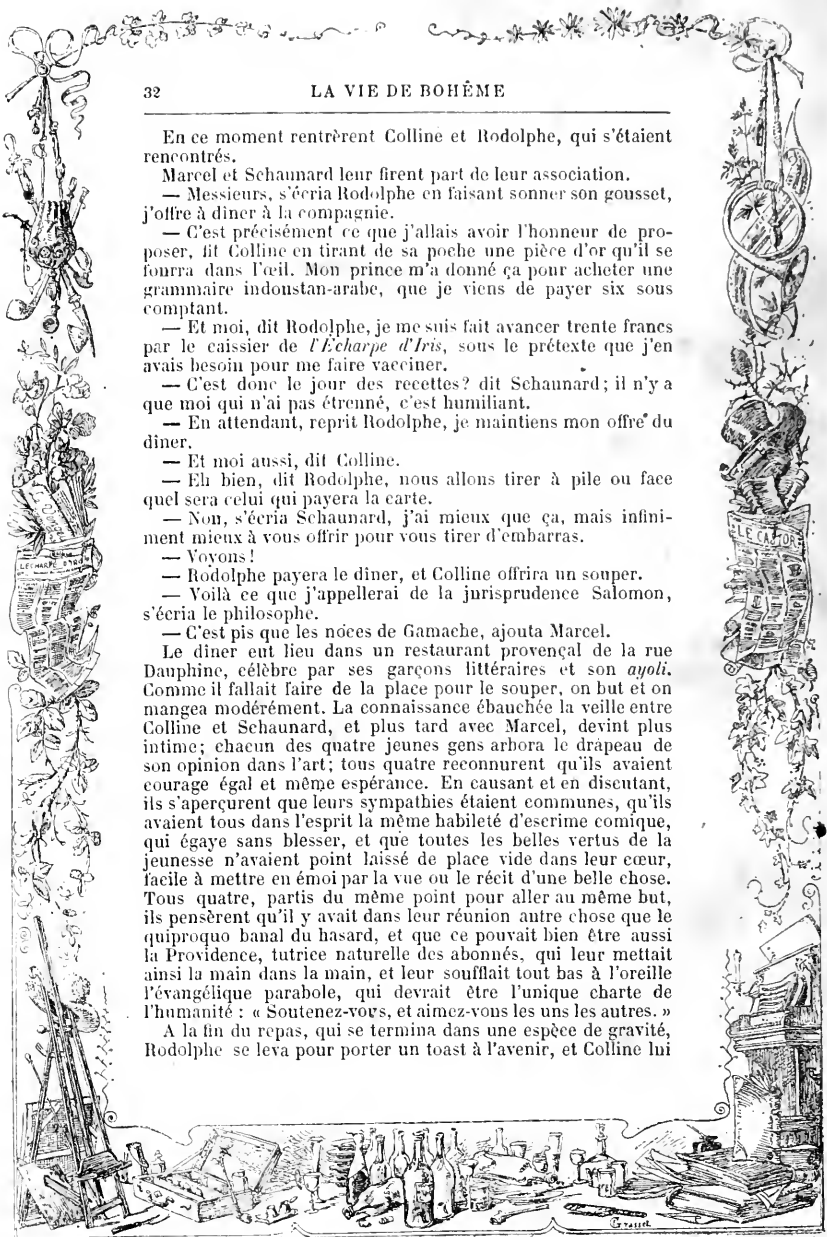 32 LA VIE DE BOHÊME
En ce moment rentrèrent Colline et Rodolphe, qui s'étaient
rencontrés.
Marcel et Schaunard leur firent part de leur association.
— Messieurs, s'écria Rodolphe en faisant sonner son gousset,
j'offre à dîner à la compagnie.
— C'est précisément ce que j'allais avoir l'honneur de pro-
poser, fit Colline en tirant de sa poche une pièce d'or qu'il se
fourra dans l'œil. Mon prince m'a donné ça pour acheter une
grammaire indoustan-arabe, que je viens de payer six sous
comptant.
— Et moi, dit Rodolphe, je me suis fait avancer trente francs
par le caissier de l'Écharpe d'Iris, sous le prétexte que j'en
avais besoin pour me faire vacciner.
— C'est donc le jour des recettes? dit Schaunard; il n'y a
que moi qui n'ai pas étrenné, c'est humiliant.
— En attendant, reprit Rodolphe, je maintiens mon offre du
dîner.
— Et moi aussi, dit Colline.
— Eh bien, dit Rodolphe, nous allons tirer à pile ou face
quel sera celui qui payera la carte.
— Non, s'écria Schaunard, j'ai mieux que ça, mais infini-
ment mieux à vous offrir pour vous tirer d'embarras.
— Voyons!
— Rodolphe payera le dîner, et Colline offrira un souper.
— Voilà ce que j'appellerai de la jurisprudence Salomon,
s'écria le philosophe.
— C'est pis que les noces de Gamache, ajouta Marcel.
Le dîner eut lieu dans un restaurant provençal de la rue
Dauphine, célèbre par ses garçons littéraires et son ayoli.
Comme il fallait faire de la place pour le souper, on but et on
mangea modérément. La connaissance ébauchée la veille entre
Colline et Schaunard, et plus tard avec Marcel, devint plus
intime; chacun des quatre jeunes gens arbora le drapeau de
son opinion dans l'art; tous quatre reconnurent qu'ils avaient
courage égal et même espérance. En causant et en discutant,
ils s'aperçurent que leurs sympathies étaient communes, qu'ils
avaient tous dans l'esprit la même habileté d'escrime comique,
qui égaye sans blesser, et que toutes les belles vertus de la
jeunesse n'avaient point laissé de place vide dans leur cœur,
facile à mettre en émoi par la vue ou le récit d'une belle chose.
Tous quatre, partis du même point pour aller au même but,
ils pensèrent qu'il y avait dans leur réunion autre chose que le
quiproquo banal du hasard, et que ce pouvait bien être aussi
la Providence, tutrice naturelle des abonnés, qui leur mettait
ainsi la main dans la main, et leur soufflait tout bas à l'oreille
l'évangélique parabole, qui devrait être l'unique charte de
l'humanité : « Soutenez-vous, et aimez-vous les uns les autres. »
A la fin du repas, qui se termina dans une espèce de gravité,
Rodolphe se leva pour porter un toast à l'avenir, et Colline lui
LECHARPE D'IRIS
LE CASTOR
Grasset